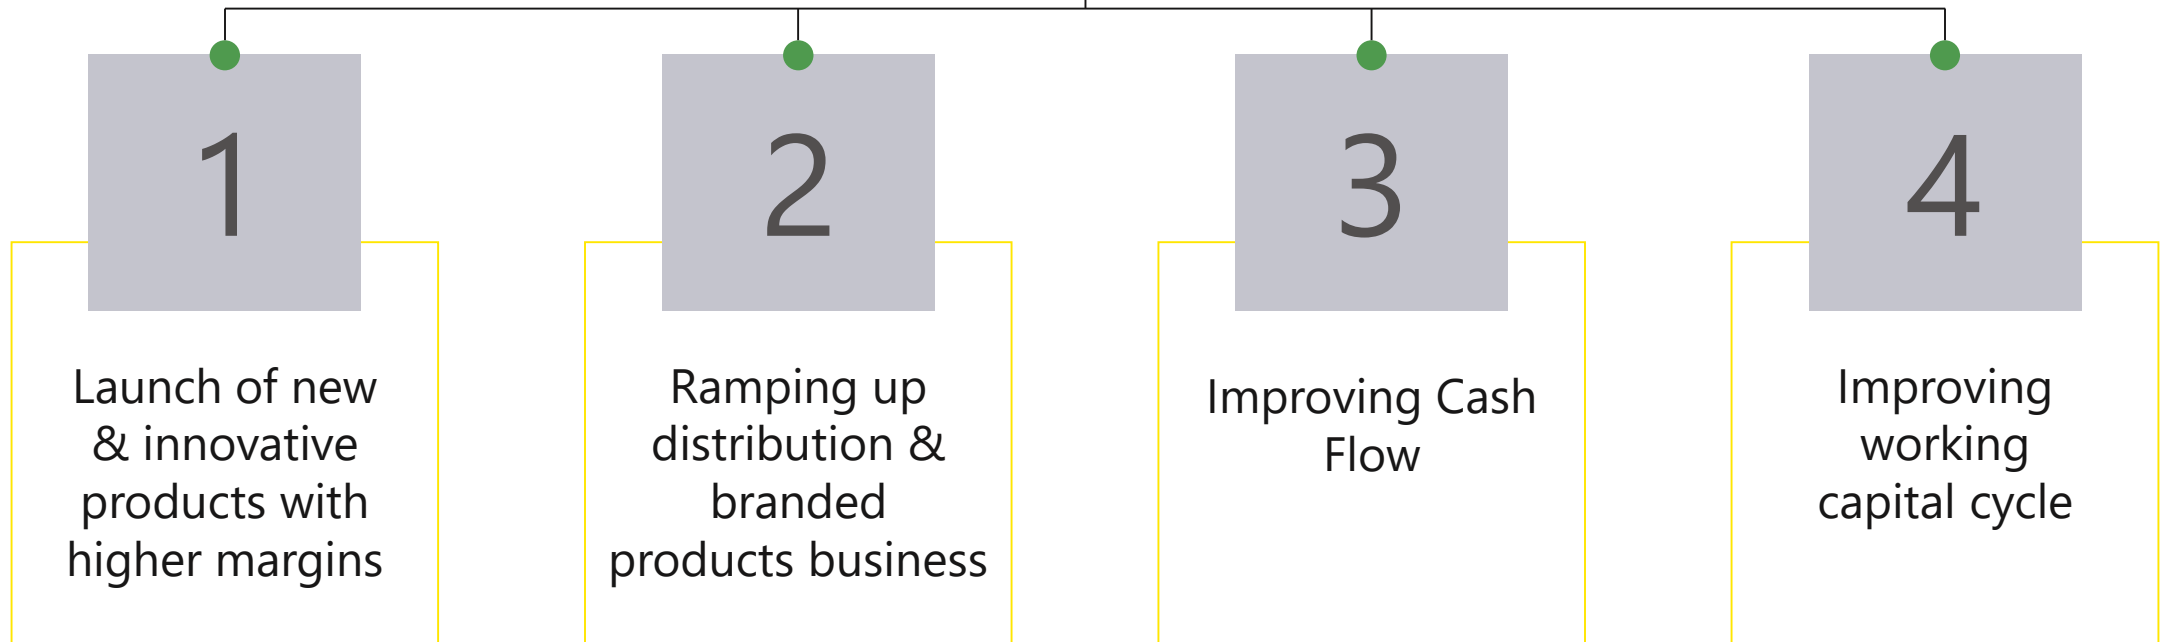 1
Launch of new
& innovative
products with
higher margins
2
Ramping up
distribution &
branded
products business
3
Improving Cash
Flow
4
Improving
working
capital cycle